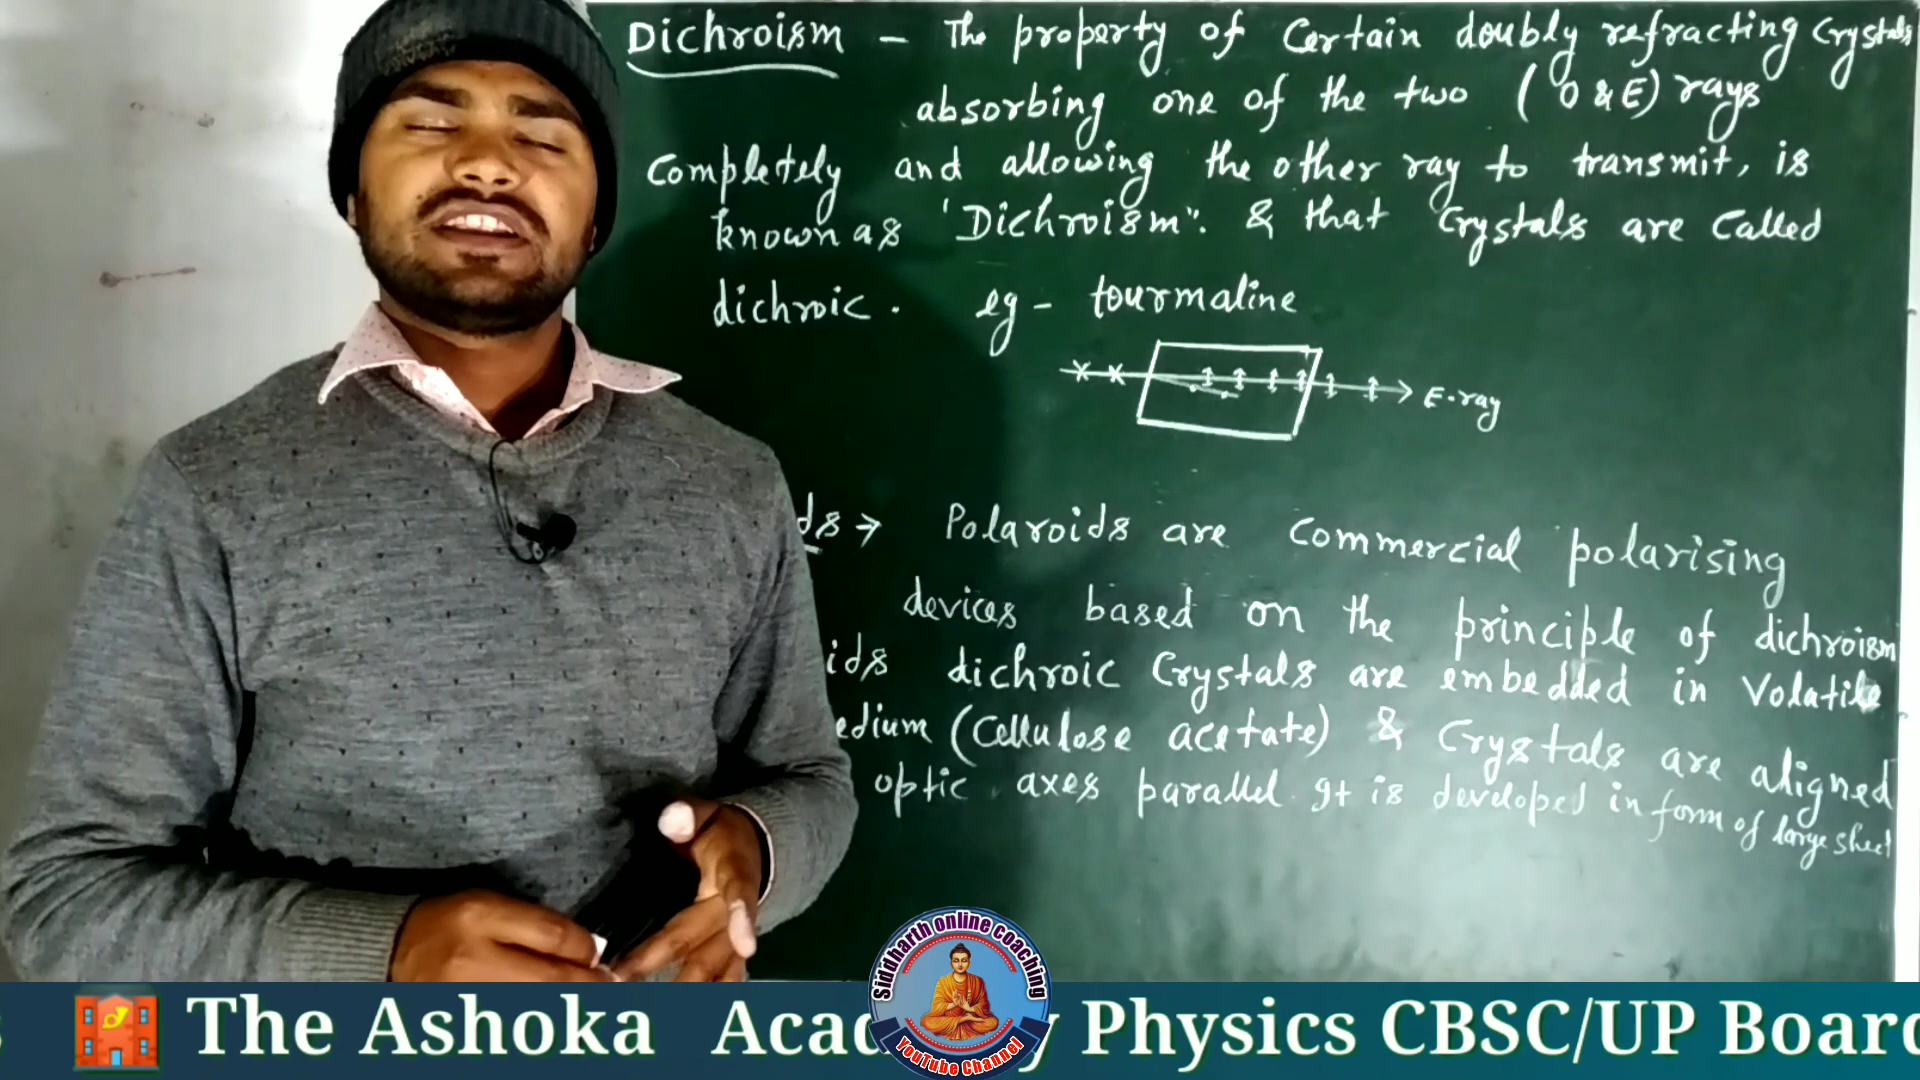 Dichroism - The property of Certain doubly refracting Crystals
absorbing one of the two (O & E) rays
Completely and allowing the other ray to transmit, is
known as 'Dichroism". & that Crystals are Called
dichroic. eg - tourmaline
E-ray
ds → Polaroids are commercial polarising
devices based on the principle of dichroism
ids dichroic Crystals are embedded in Volatile
edium (Cellulose acetate) & Crystals are aligned
optic axes parallel. It is developed in form of large sheet
Siddharth online coaching
YouTube Channel
s The Ashoka Acad y Physics CBSC/UP Board